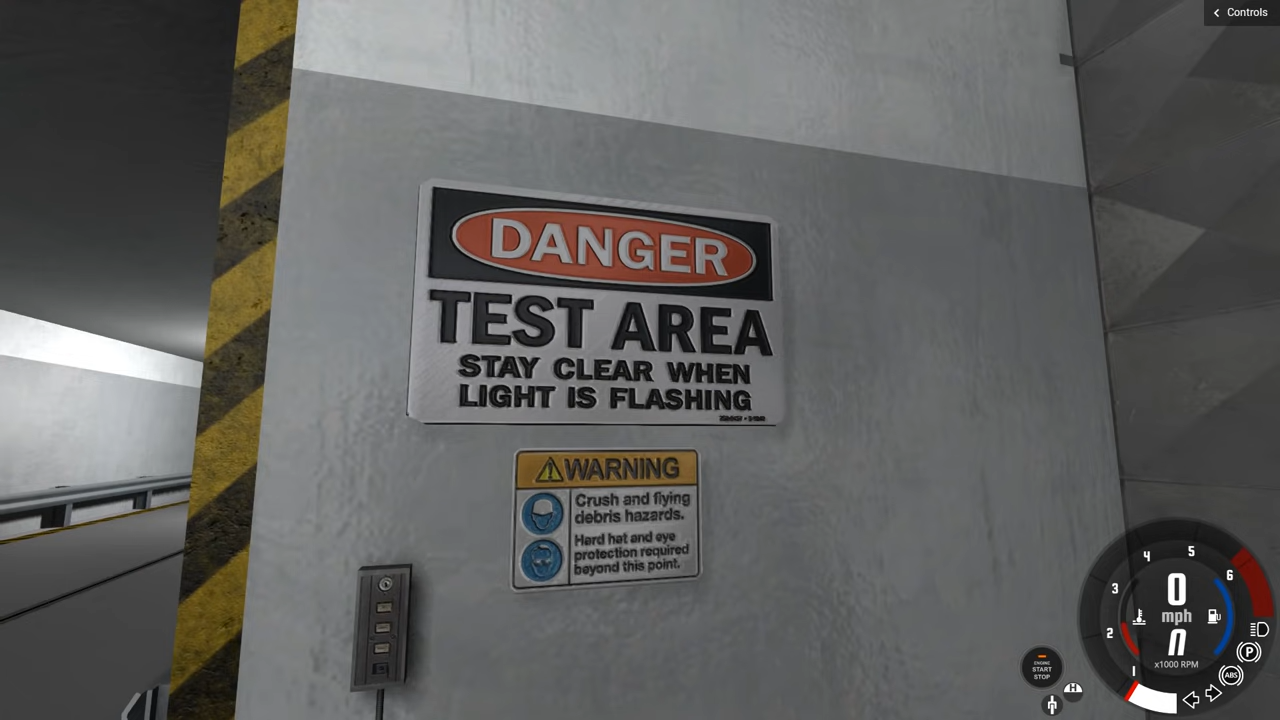 Controls
DANGER
TEST AREA
STAY CLEAR WHEN
LIGHT IS FLASHING
WARNING
Crush and flying
debris hazards.
Hard hat and eye
protection required
beyond this point.
1
2
3
4
5
6
0
mph
n
x1000 RPM
P
ABS
ENGINE
START
STOP
H